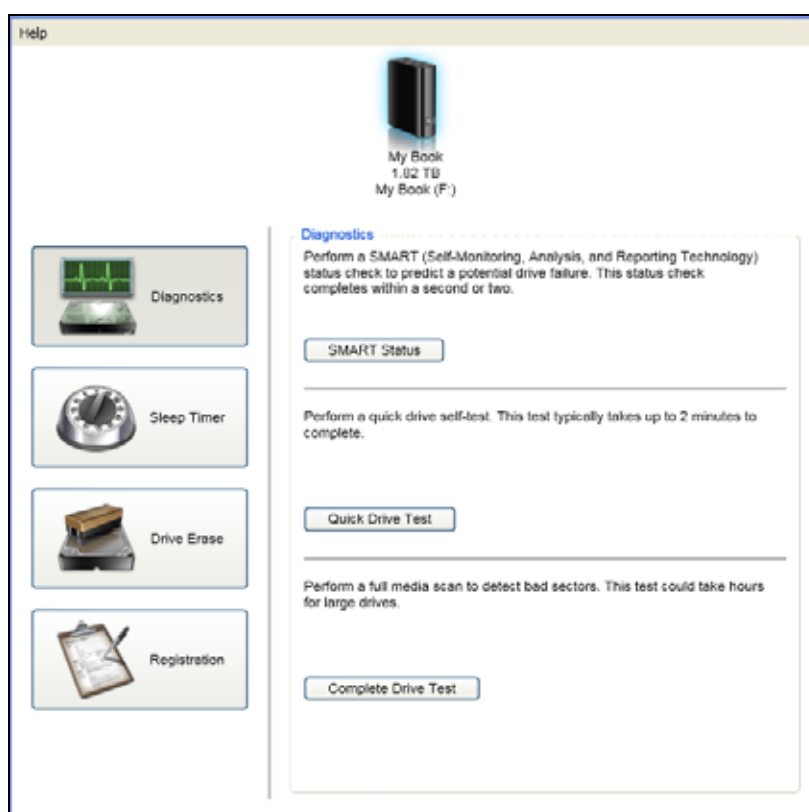 Help
My Book
1.82 TB
My Book (F:)
Diagnostics
Sleep Timer
Drive Erase
Registration
Diagnostics
Perform a SMART (Self-Monitoring, Analysis, and Reporting Technology)
status check to predict a potential drive failure. This status check
completes within a second or two.
SMART Status
Perform a quick drive self-test. This test typically takes up to 2 minutes to
complete.
Quick Drive Test
Perform a full media scan to detect bad sectors. This test could take hours
for large drives.
Complete Drive Test